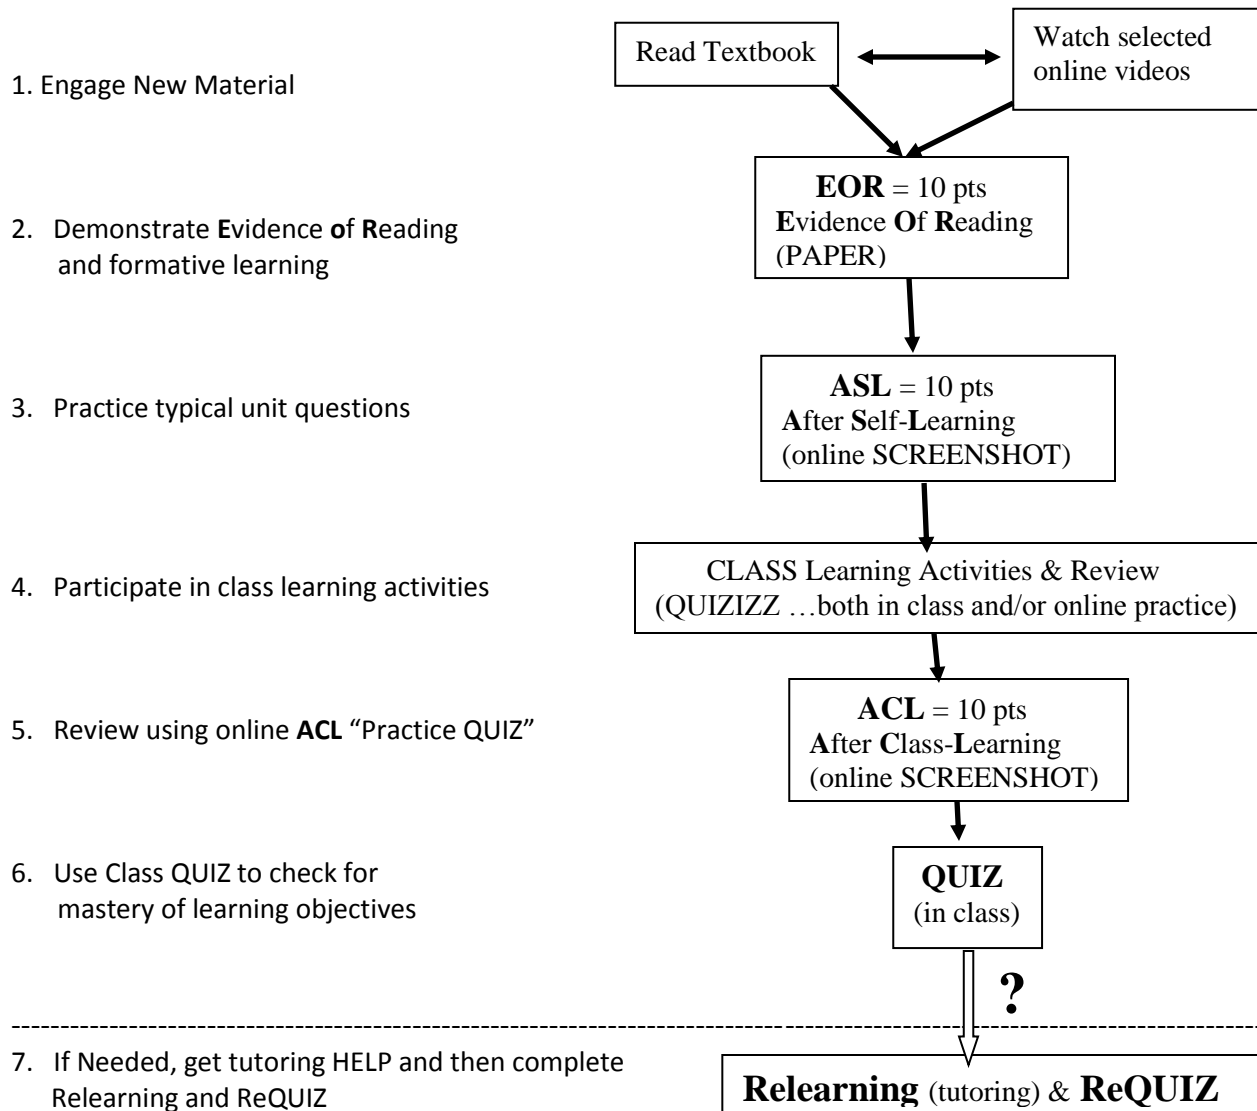 Read Textbook
Watch selected
online videos
1. Engage New Material
EOR = 10 pts
Evidence Of Reading
(PAPER)
2. Demonstrate Evidence of Reading
and formative learning
ASL = 10 pts
After Self-Learning
(online SCREENSHOT)
3. Practice typical unit questions
CLASS Learning Activities & Review
(QUIZIZZ …both in class and/or online practice)
4. Participate in class learning activities
ACL = 10 pts
After Class-Learning
(online SCREENSHOT)
5. Review using online ACL “Practice QUIZ”
6. Use Class QUIZ to check for
mastery of learning objectives
QUIZ
(in class)
?
7. If Needed, get tutoring HELP and then complete
Relearning and ReQUIZ
Relearning (tutoring) & ReQUIZ